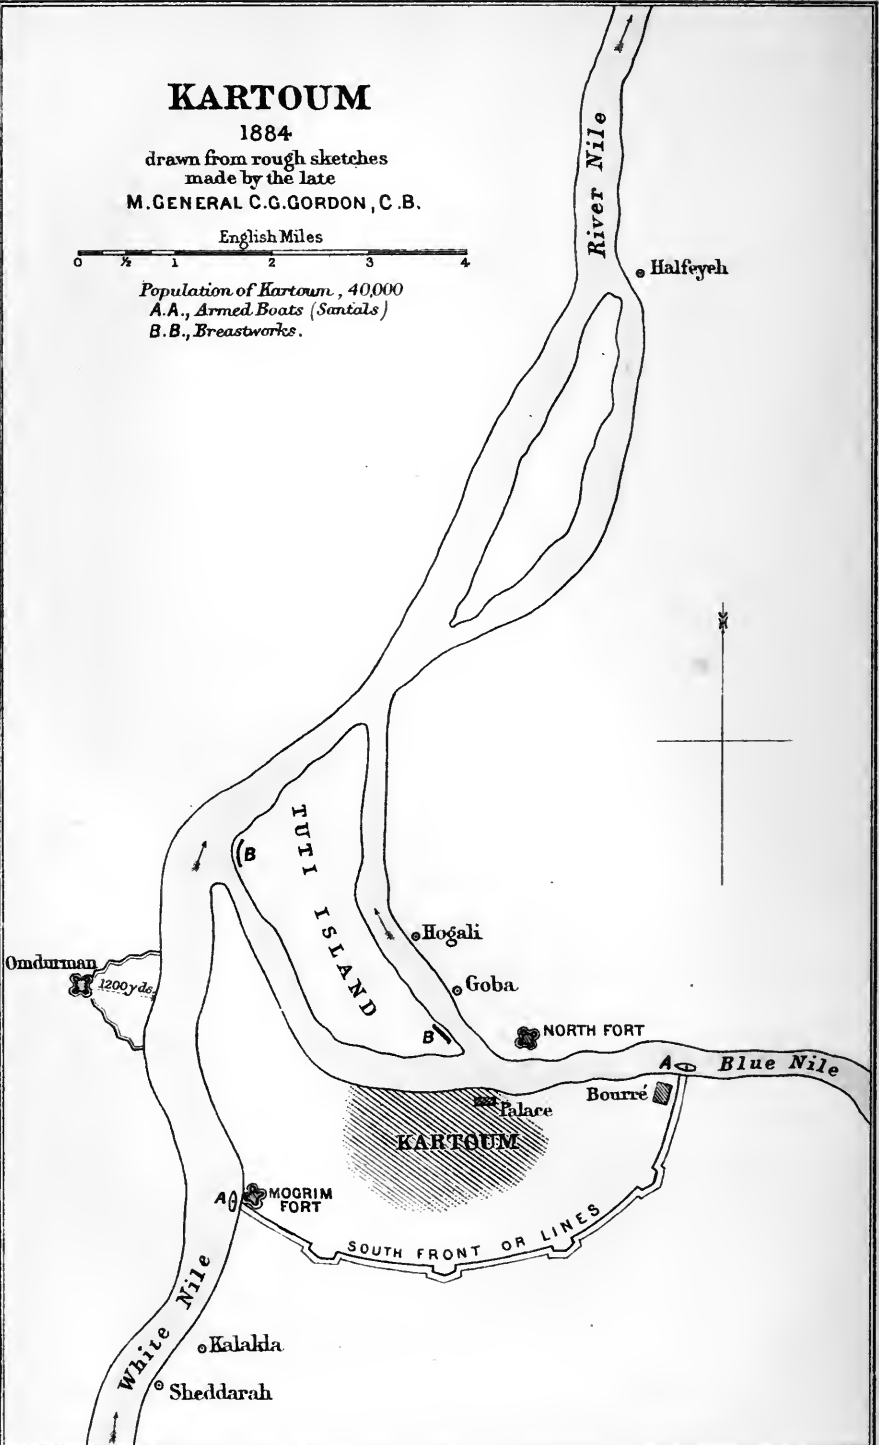 KARTOUM
1884
drawn from rough sketches
made by the late
M.GENERAL C.G.GORDON, C.B.
English Miles
0 ½ 1 2 3 4
Population of Kartoum, 40,000
A.A., Armed Boats (Santals)
B.B., Breastworks.
River Nile
Halfeyeh
TUTI ISLAND
B
Hogali
Omdurman
1200 yds.
Goba
B
NORTH FORT
A
Blue Nile
Bourré
Palace
KARTOUM
A
MOGRIM
FORT
SOUTH FRONT OR LINES
White Nile
Kalakla
Sheddarah